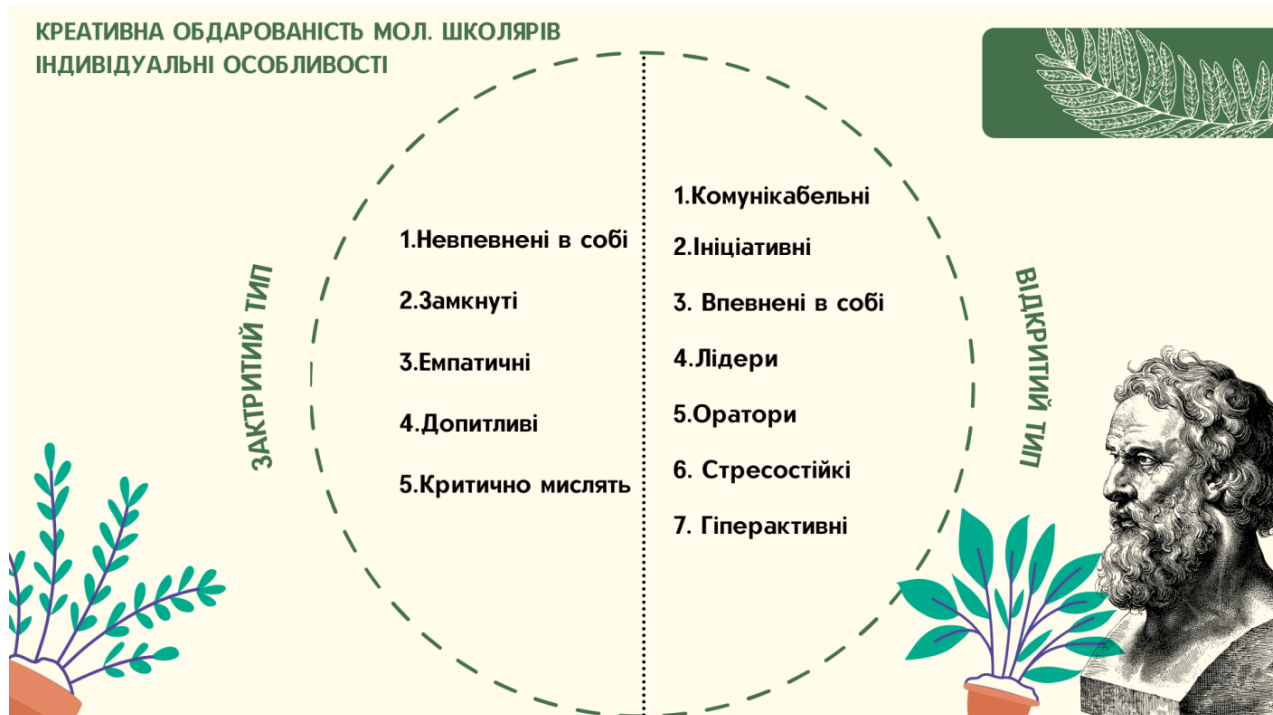 КРЕАТИВНА ОБДАРОВАНІСТЬ МОЛ. ШКОЛЯРІВ
ІНДИВІДУАЛЬНІ ОСОБЛИВОСТІ
ЗАКТРИТИЙ ТИП
1.Невпевнені в собі
2.Замкнуті
3.Емпатичні
4.Допитливі
5.Критично мислять
1.Комунікабельні
2.Ініціативні
3. Впевнені в собі
4.Лідери
5.Оратори
6. Стресостійкі
7. Гіперактивні
ВІДКРИТИЙ ТИП